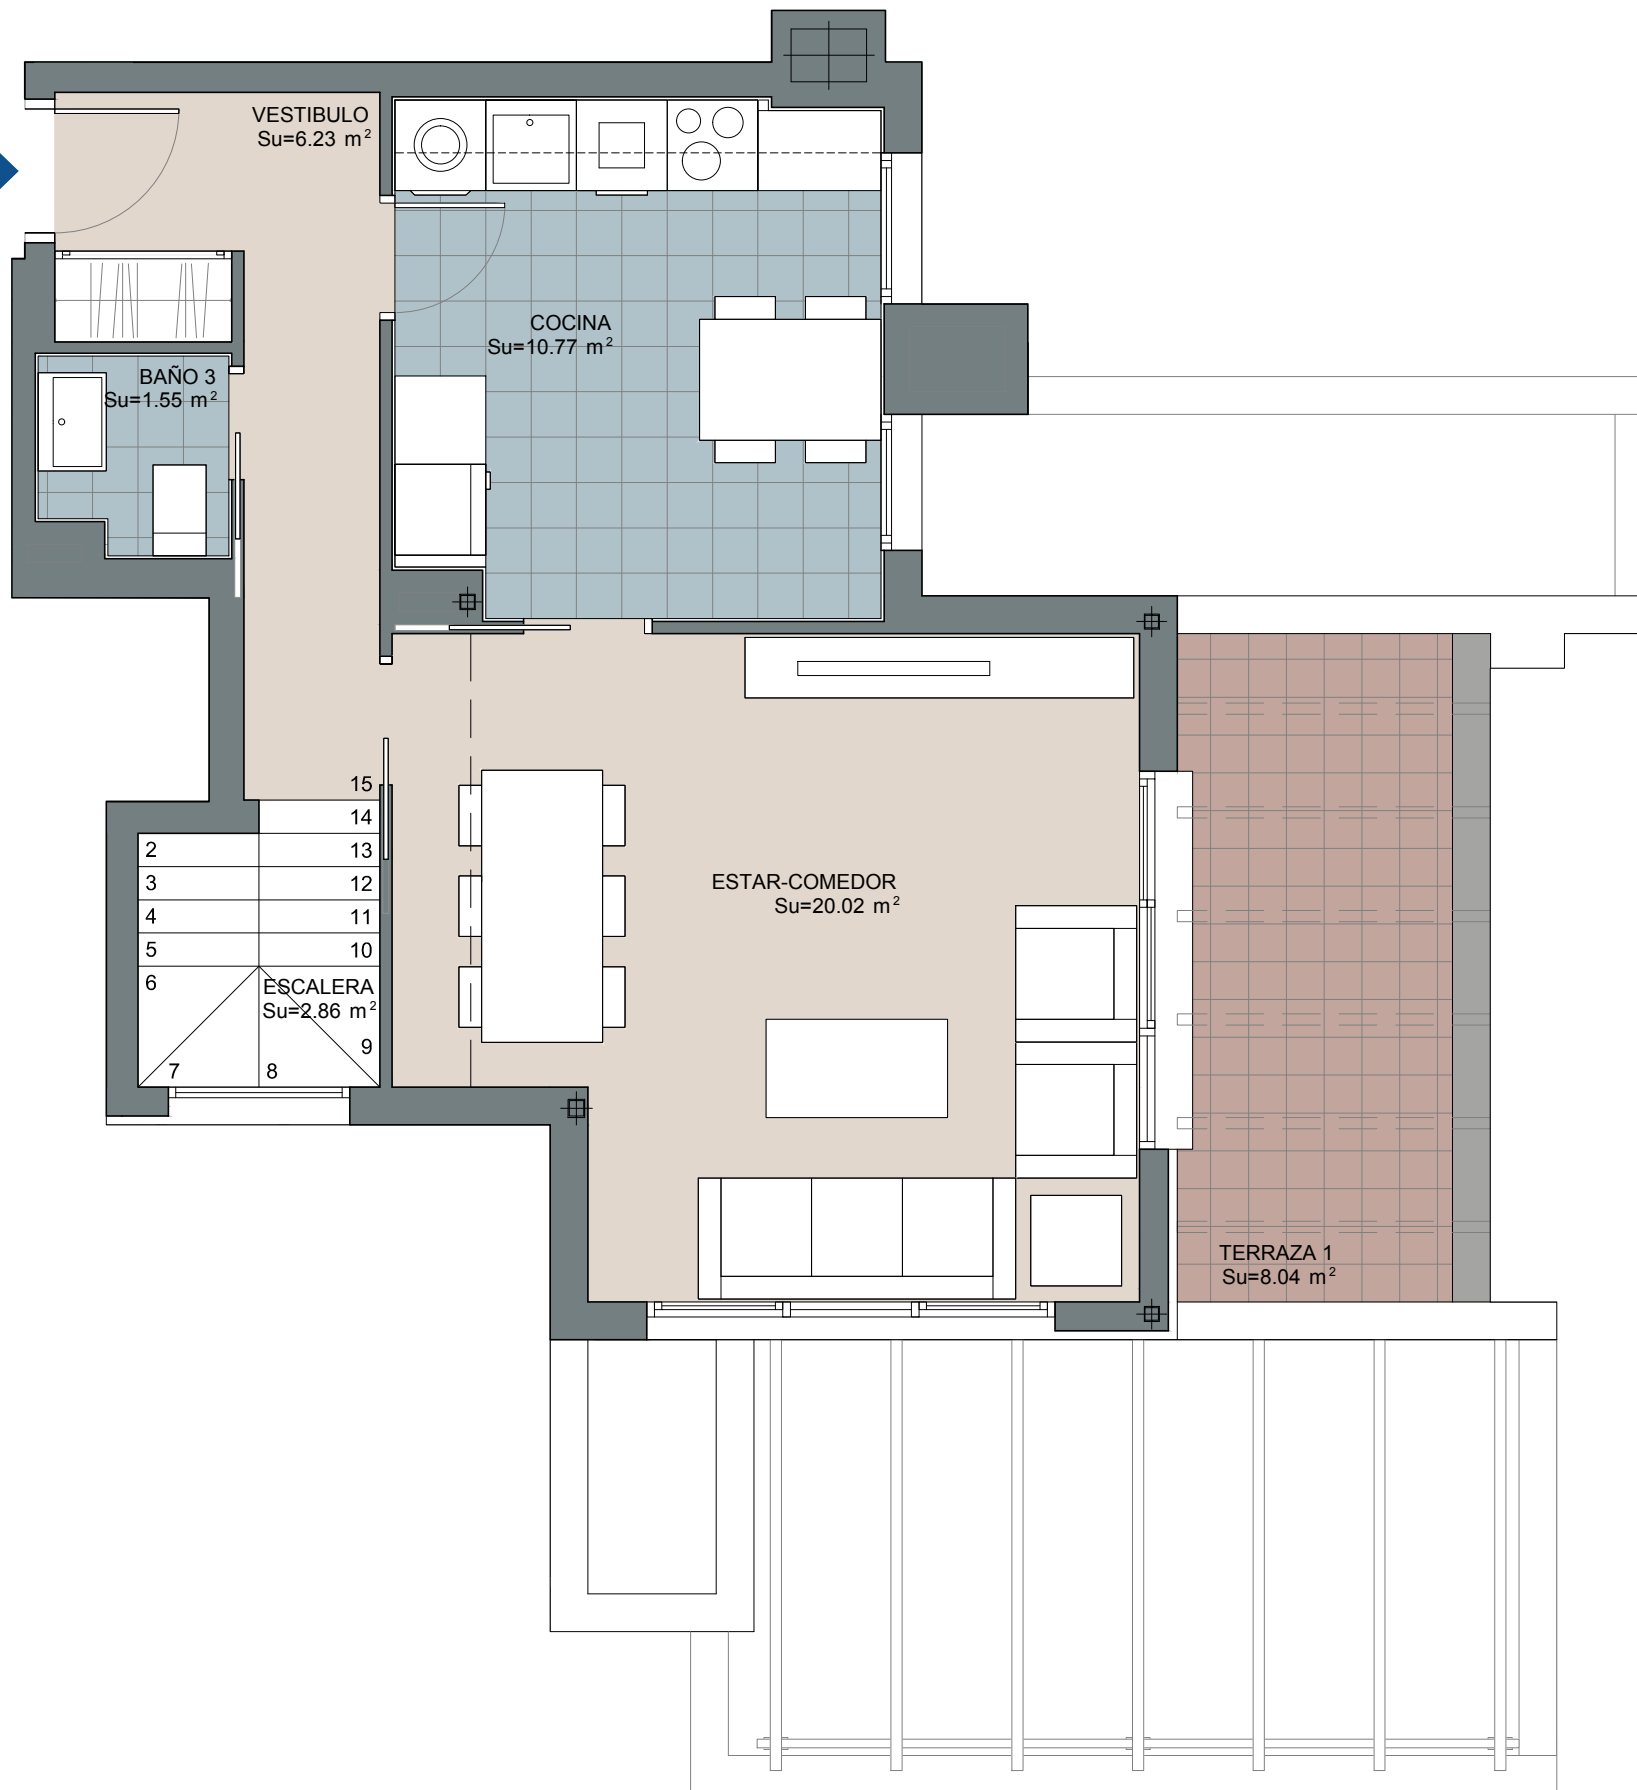 VESTIBULO
Su=6.23 m²
COCINA
Su=10.77 m²
BAÑO 3
Su=1.55 m²
15
14
2
13
3
12
4
11
5
10
6
ESCALERA
Su=2.86 m²
9
7
8
ESTAR-COMEDOR
Su=20.02 m²
TERRAZA 1
Su=8.04 m²